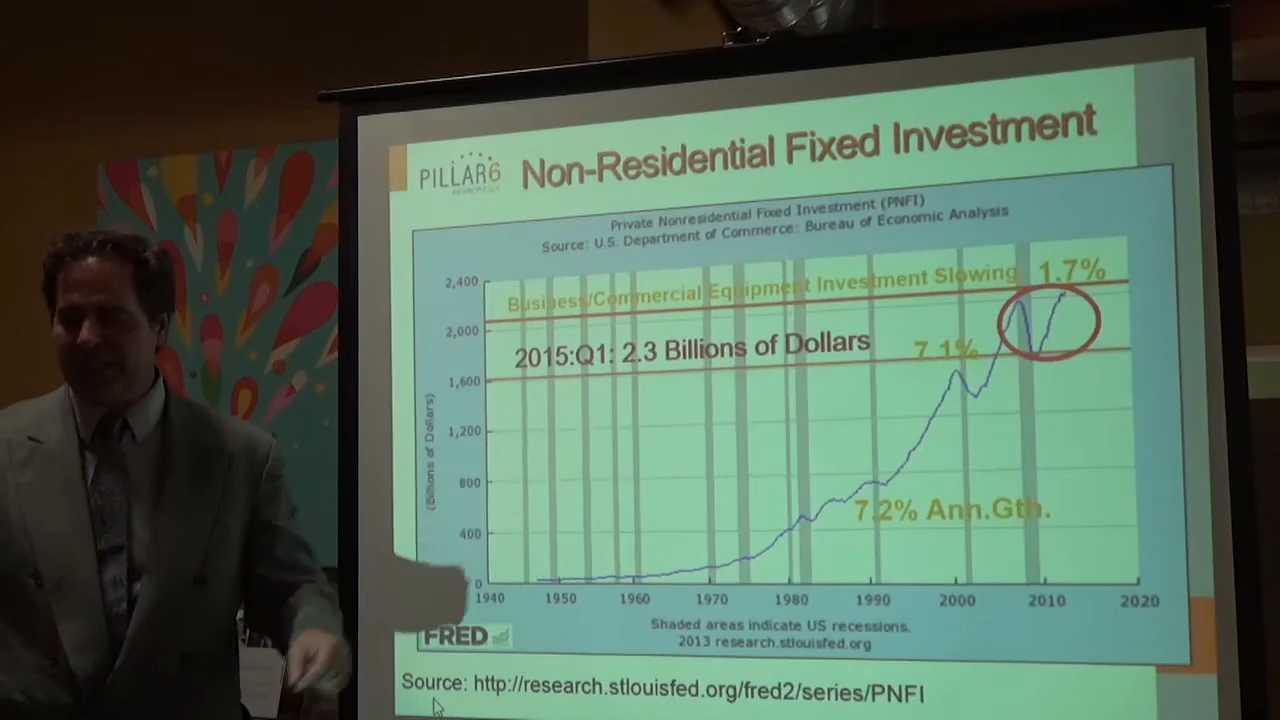 PILLAR6
Non-Residential Fixed Investment
Private Nonresidential Fixed Investment (PNFI)
Source: U.S. Department of Commerce: Bureau of Economic Analysis
2,400
2,000
1,600
1,200
800
400
0
(Billions of Dollars)
Business/Commercial Equipment Investment Slowing 1.7%
2015:Q1: 2.3 Billions of Dollars
7.1%
7.2% Ann.Gth.
1940 1950 1960 1970 1980 1990 2000 2010 2020
Shaded areas indicate US recessions.
2013 research.stlouisfed.org
FRED
Source: http://research.stlouisfed.org/fred2/series/PNFI